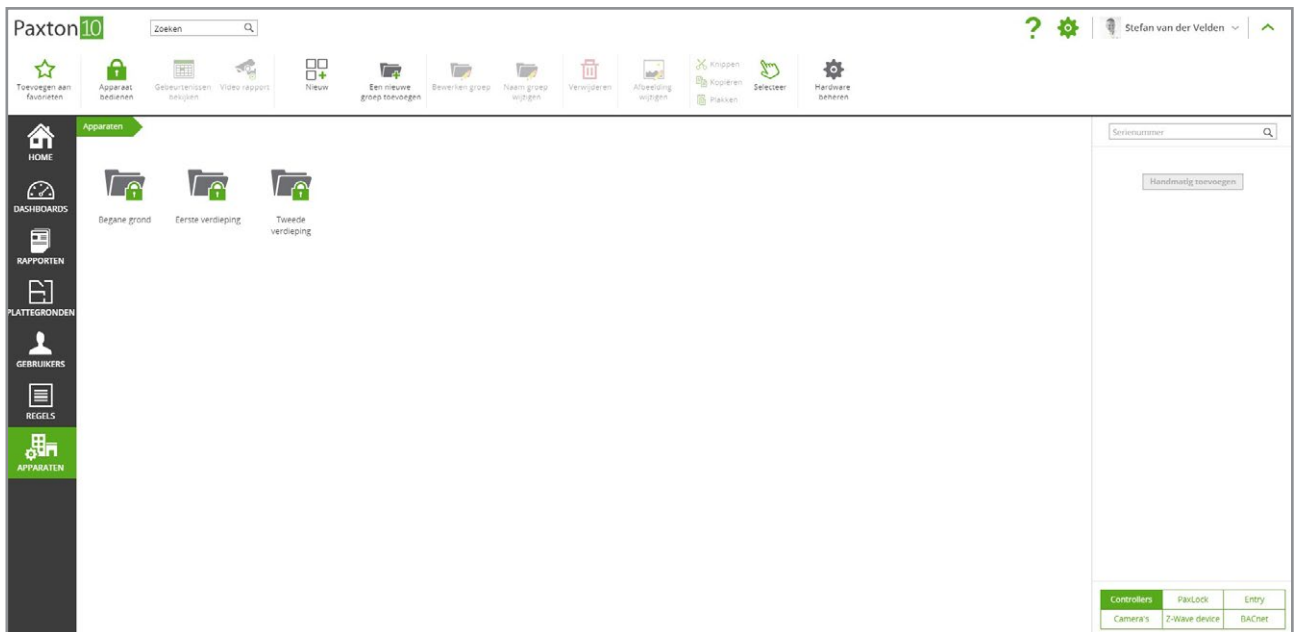 Paxton10
Zoeken
?
Stefan van der Velden
Toevoegen aan
favorieten
Apparaat
bedienen
Gebeurtenissen
bekijken
Video rapport
Nieuw
Een nieuwe
groep toevoegen
Bewerken groep
Naam groep
wijzigen
Verwijderen
Afbeelding
wijzigen
Knippen
Kopiëren
Plakken
Selecteer
Hardware
beheren
HOME
DASHBOARDS
RAPPORTEN
PLATTEGRONDEN
GEBRUIKERS
REGELS
APPARATEN
Apparaten
Begane grond
Eerste verdieping
Tweede
verdieping
Serienummer
Handmatig toevoegen
Controllers PaxLock Entry
Camera's Z-Wave device BACnet